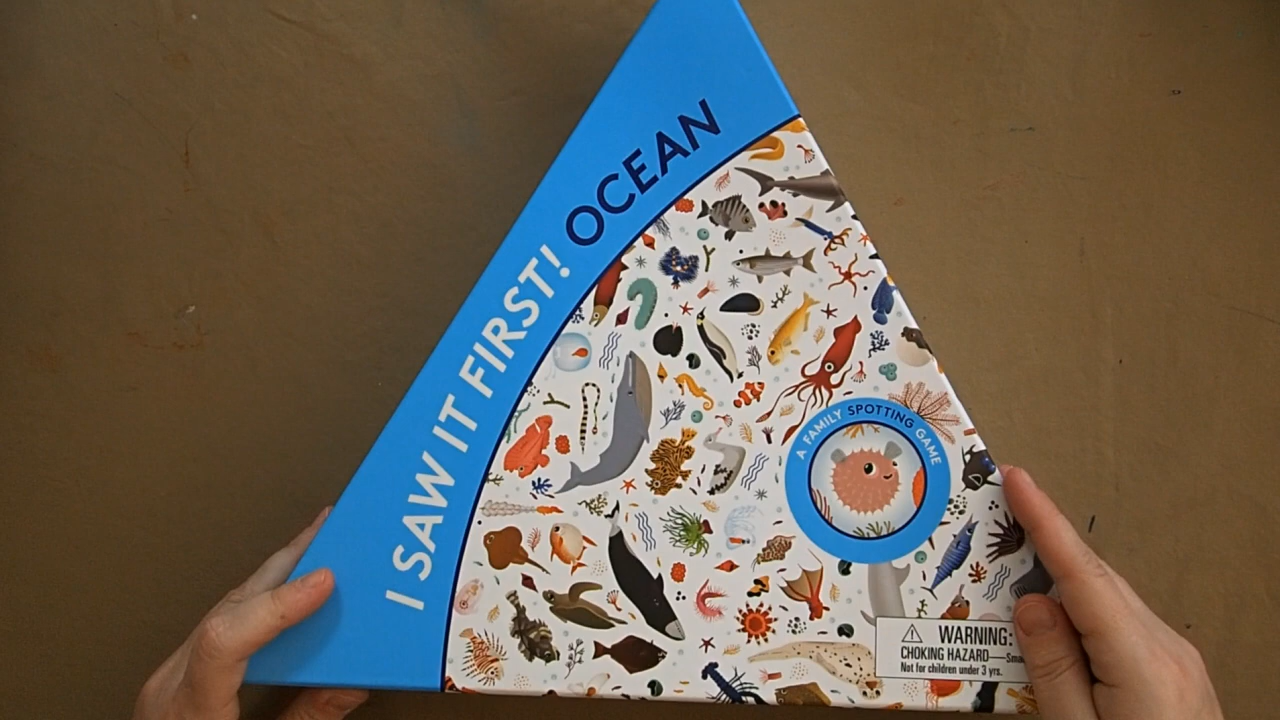 I SAW IT FIRST! OCEAN
A FAMILY SPOTTING GAME
WARNING:
CHOKING HAZARD—
Not for children under 3 yrs.